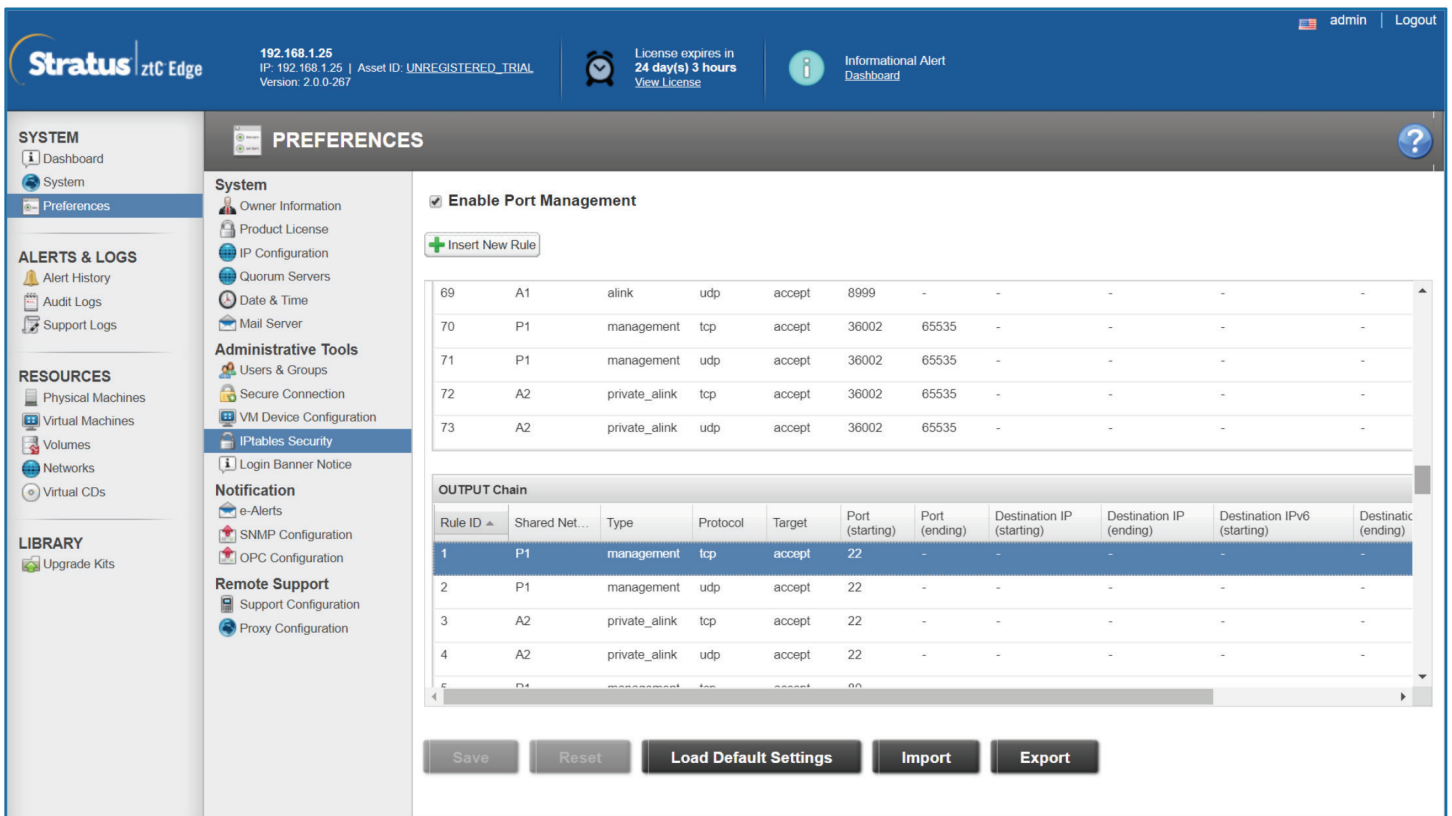 admin | Logout
Stratus ztC Edge
192.168.1.25
IP: 192.168.1.25 | Asset ID: UNREGISTERED_TRIAL
Version: 2.0.0-267
License expires in
24 day(s) 3 hours
View License
Informational Alert
Dashboard
SYSTEM
Dashboard
System
Preferences
ALERTS & LOGS
Alert History
Audit Logs
Support Logs
RESOURCES
Physical Machines
Virtual Machines
Volumes
Networks
Virtual CDs
LIBRARY
Upgrade Kits
PREFERENCES
?
System
Owner Information
Product License
IP Configuration
Quorum Servers
Date & Time
Mail Server
Administrative Tools
Users & Groups
Secure Connection
VM Device Configuration
IPtables Security
Login Banner Notice
Notification
e-Alerts
SNMP Configuration
OPC Configuration
Remote Support
Support Configuration
Proxy Configuration
Enable Port Management
Insert New Rule
69 A1 alink udp accept 8999 - - - - -
70 P1 management tcp accept 36002 65535 - - - -
71 P1 management udp accept 36002 65535 - - - -
72 A2 private_alink tcp accept 36002 65535 - - - -
73 A2 private_alink udp accept 36002 65535 - - - -
OUTPUT Chain
Rule ID Shared Net... Type Protocol Target Port (starting) Port (ending) Destination IP (starting) Destination IP (ending) Destination IPv6 (starting) Destinatic (ending)
1 P1 management tcp accept 22 - - - - -
2 P1 management udp accept 22 - - - - -
3 A2 private_alink tcp accept 22 - - - - -
4 A2 private_alink udp accept 22 - - - - -
Save
Reset
Load Default Settings
Import
Export